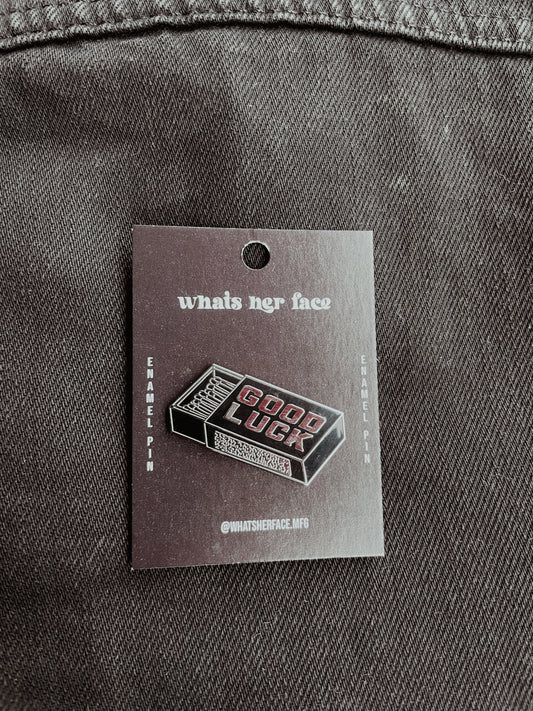 whats her face
ENAMEL PIN
ENAMEL PIN
GOOD
LUCK
@WHATSHERFACE.MFG